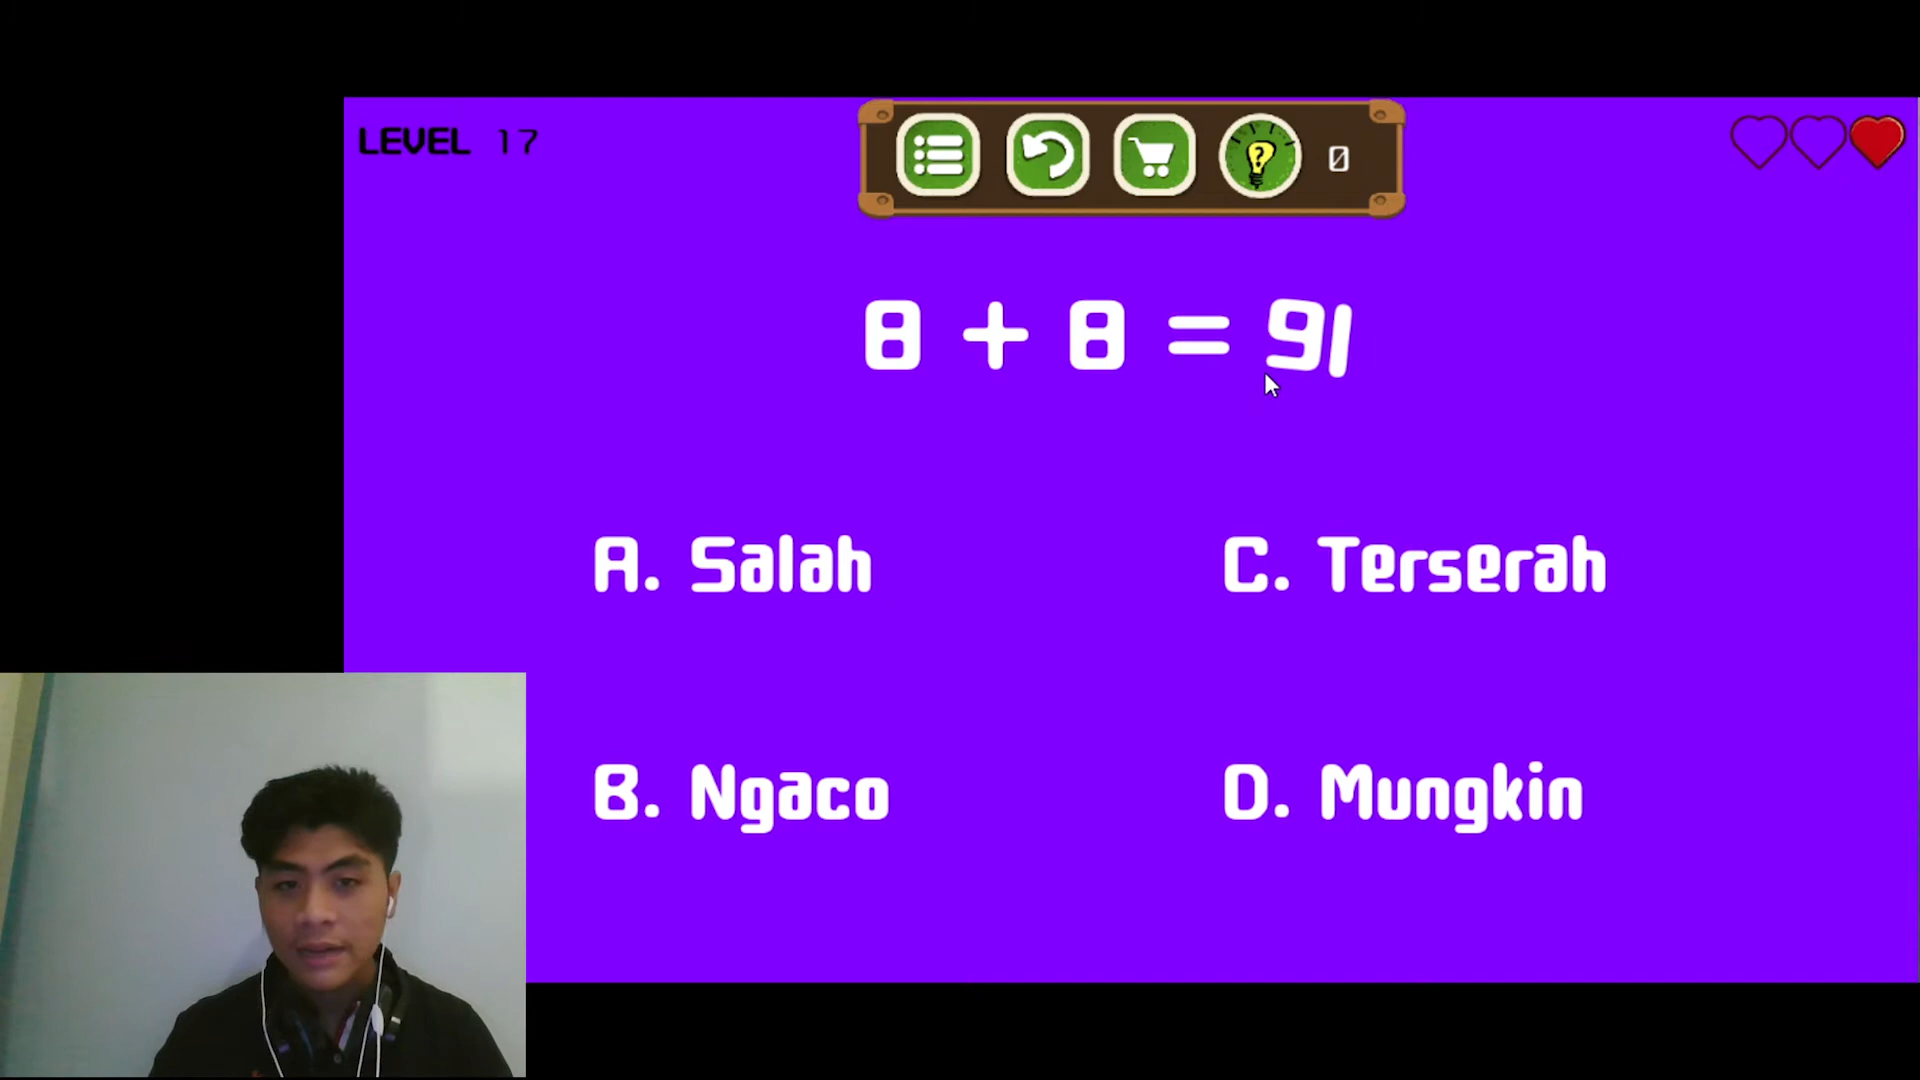 LEVEL 17
?
0
8 + 8 = 91
A. Salah
C. Terserah
B. Ngaco
D. Mungkin